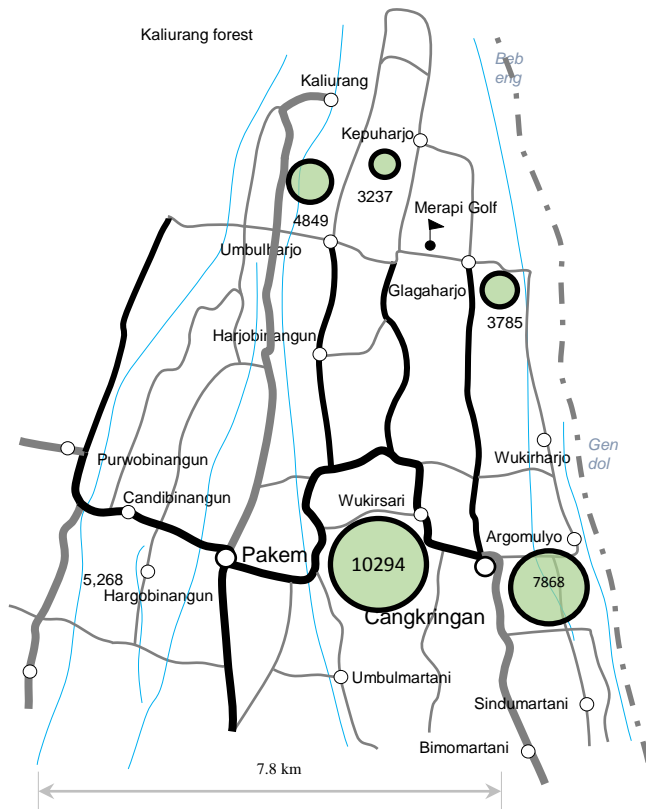 Kaliurang forest
Beb
eng
Kaliurang
Kepuharjo
3237
4849
Merapi Golf
Umbulharjo
Glagaharjo
3785
Harjobinangun
Gen
dol
Purwobinangun
Wukirharjo
Candibinangun
Wukirsari
Argomulyo
Pakem
10294
5,268
7868
Hargobinangun
Cangkringan
Umbulmartani
Sindumartani
Bimomartani
7.8 km